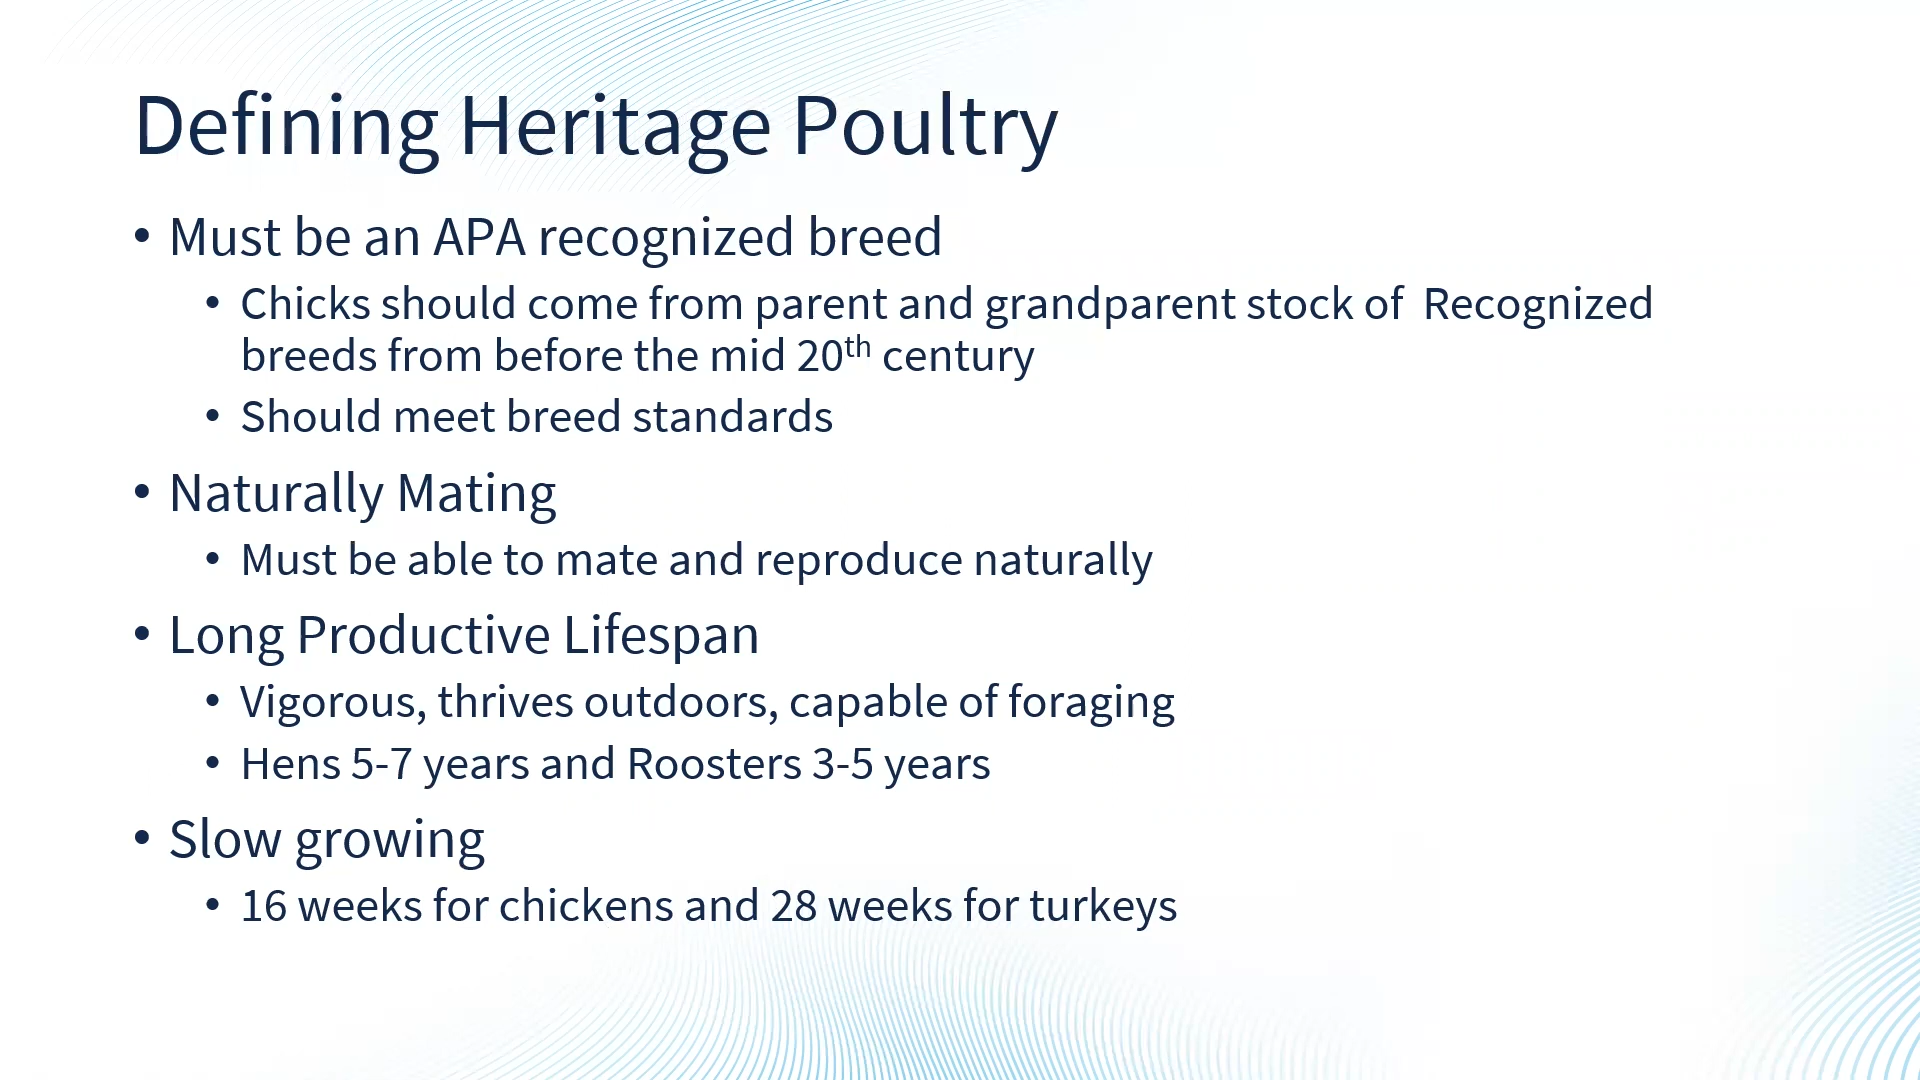 Defining Heritage Poultry
• Must be an APA recognized breed
• Chicks should come from parent and grandparent stock of  Recognized
breeds from before the mid 20th century
• Should meet breed standards
• Naturally Mating
• Must be able to mate and reproduce naturally
• Long Productive Lifespan
• Vigorous, thrives outdoors, capable of foraging
• Hens 5-7 years and Roosters 3-5 years
• Slow growing
• 16 weeks for chickens and 28 weeks for turkeys